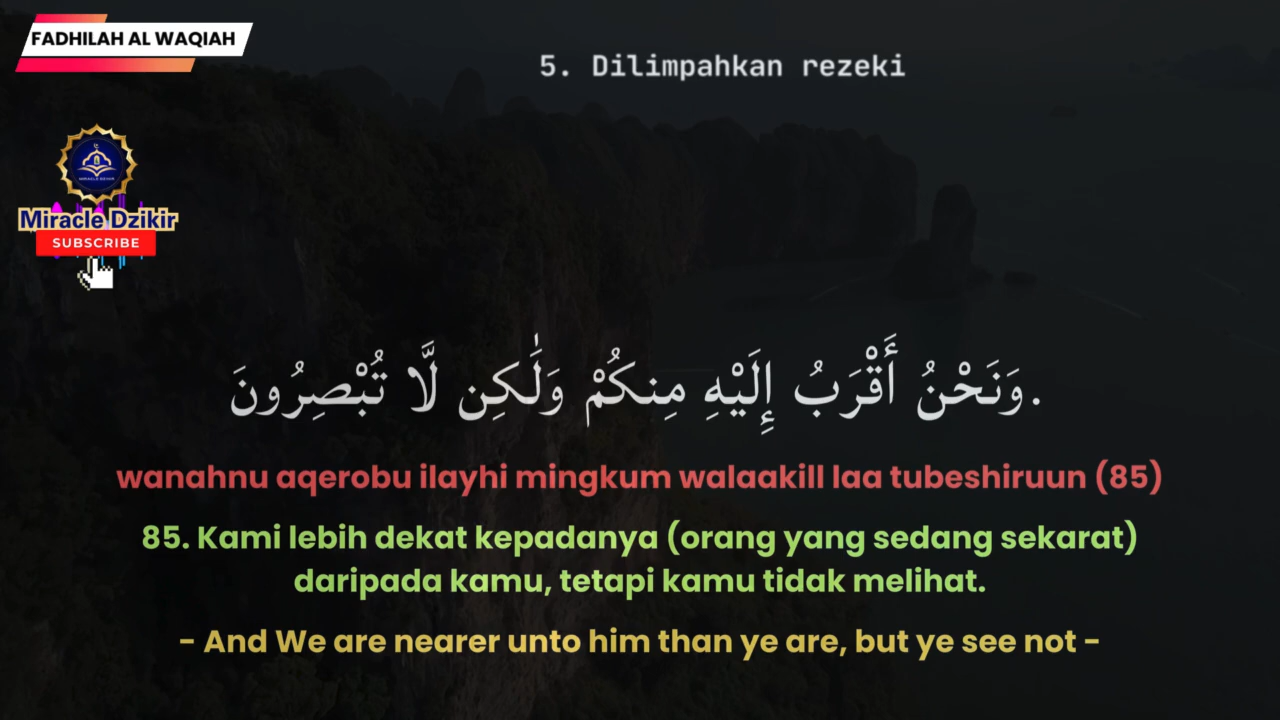 FADHILAH AL WAQIAH
5. Dilimpahkan rezeki
MIRACLE DZIKIR
Miracle Dzikir
SUBSCRIBE
وَنَحْنُ أَقْرَبُ إِلَيْهِ مِنكُمْ وَلَٰكِن لَّا تُبْصِرُونَ.
wanahnu aqerobu ilayhi mingkum walaakill laa tubeshiruun (85)
85. Kami lebih dekat kepadanya (orang yang sedang sekarat)
daripada kamu, tetapi kamu tidak melihat.
- And We are nearer unto him than ye are, but ye see not -